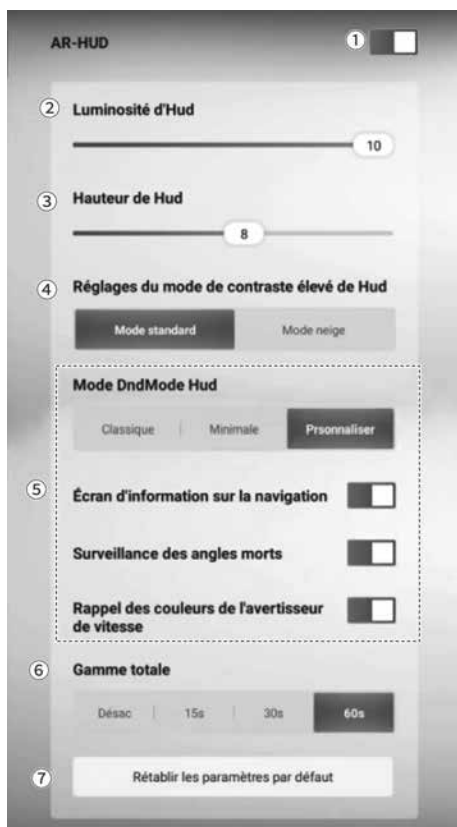 AR-HUD ①
② Luminosité d'Hud
10
③ Hauteur de Hud
8
④ Réglages du mode de contraste élevé de Hud
Mode standard Mode neige
Mode DndMode Hud
Classique Minimale Prsonnaliser
⑤ Écran d'information sur la navigation
Surveillance des angles morts
Rappel des couleurs de l'avertisseur
de vitesse
⑥ Gamme totale
Désac 15s 30s 60s
⑦ Rétablir les paramètres par défaut